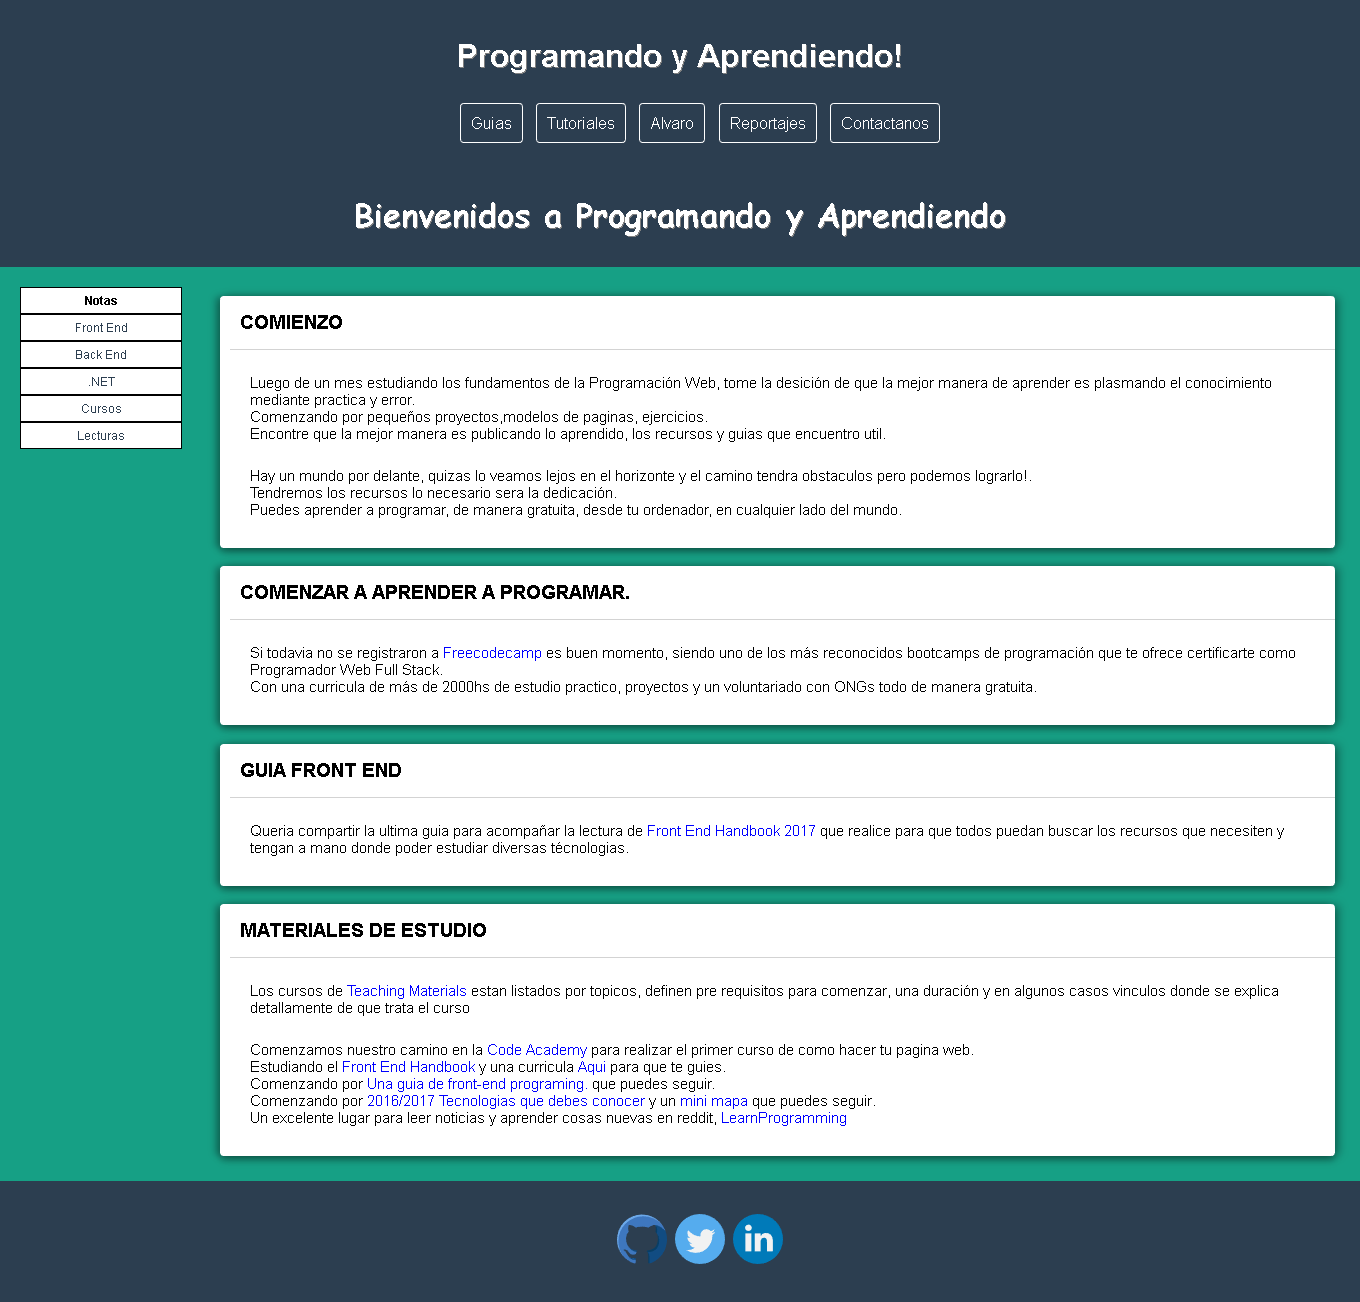 Programando y Aprendiendo!
Guias Tutoriales Alvaro Reportajes Contactanos
Bienvenidos a Programando y Aprendiendo
Notas
Front End
Back End
.NET
Cursos
Lecturas
COMIENZO
Luego de un mes estudiando los fundamentos de la Programación Web, tome la desición de que la mejor manera de aprender es plasmando el conocimiento
mediante practica y error.
Comenzando por pequeños proyectos,modelos de paginas, ejercicios.
Encontre que la mejor manera es publicando lo aprendido, los recursos y guias que encuentro util.
Hay un mundo por delante, quizas lo veamos lejos en el horizonte y el camino tendra obstaculos pero podemos lograrlo!.
Tendremos los recursos lo necesario sera la dedicación.
Puedes aprender a programar, de manera gratuita, desde tu ordenador, en cualquier lado del mundo.
COMENZAR A APRENDER A PROGRAMAR.
Si todavia no se registraron a Freecodecamp es buen momento, siendo uno de los más reconocidos bootcamps de programación que te ofrece certificarte como
Programador Web Full Stack.
Con una curricula de más de 2000hs de estudio practico, proyectos y un voluntariado con ONGs todo de manera gratuita.
GUIA FRONT END
Queria compartir la ultima guia para acompañar la lectura de Front End Handbook 2017 que realice para que todos puedan buscar los recursos que necesiten y
tengan a mano donde poder estudiar diversas técnologias.
MATERIALES DE ESTUDIO
Los cursos de Teaching Materials estan listados por topicos, definen pre requisitos para comenzar, una duración y en algunos casos vinculos donde se explica
detallamente de que trata el curso
Comenzamos nuestro camino en la Code Academy para realizar el primer curso de como hacer tu pagina web.
Estudiando el Front End Handbook y una curricula Aqui para que te guies.
Comenzando por Una guia de front-end programing. que puedes seguir.
Comenzando por 2016/2017 Tecnologias que debes conocer y un mini mapa que puedes seguir.
Un excelente lugar para leer noticias y aprender cosas nuevas en reddit, LearnProgramming
in